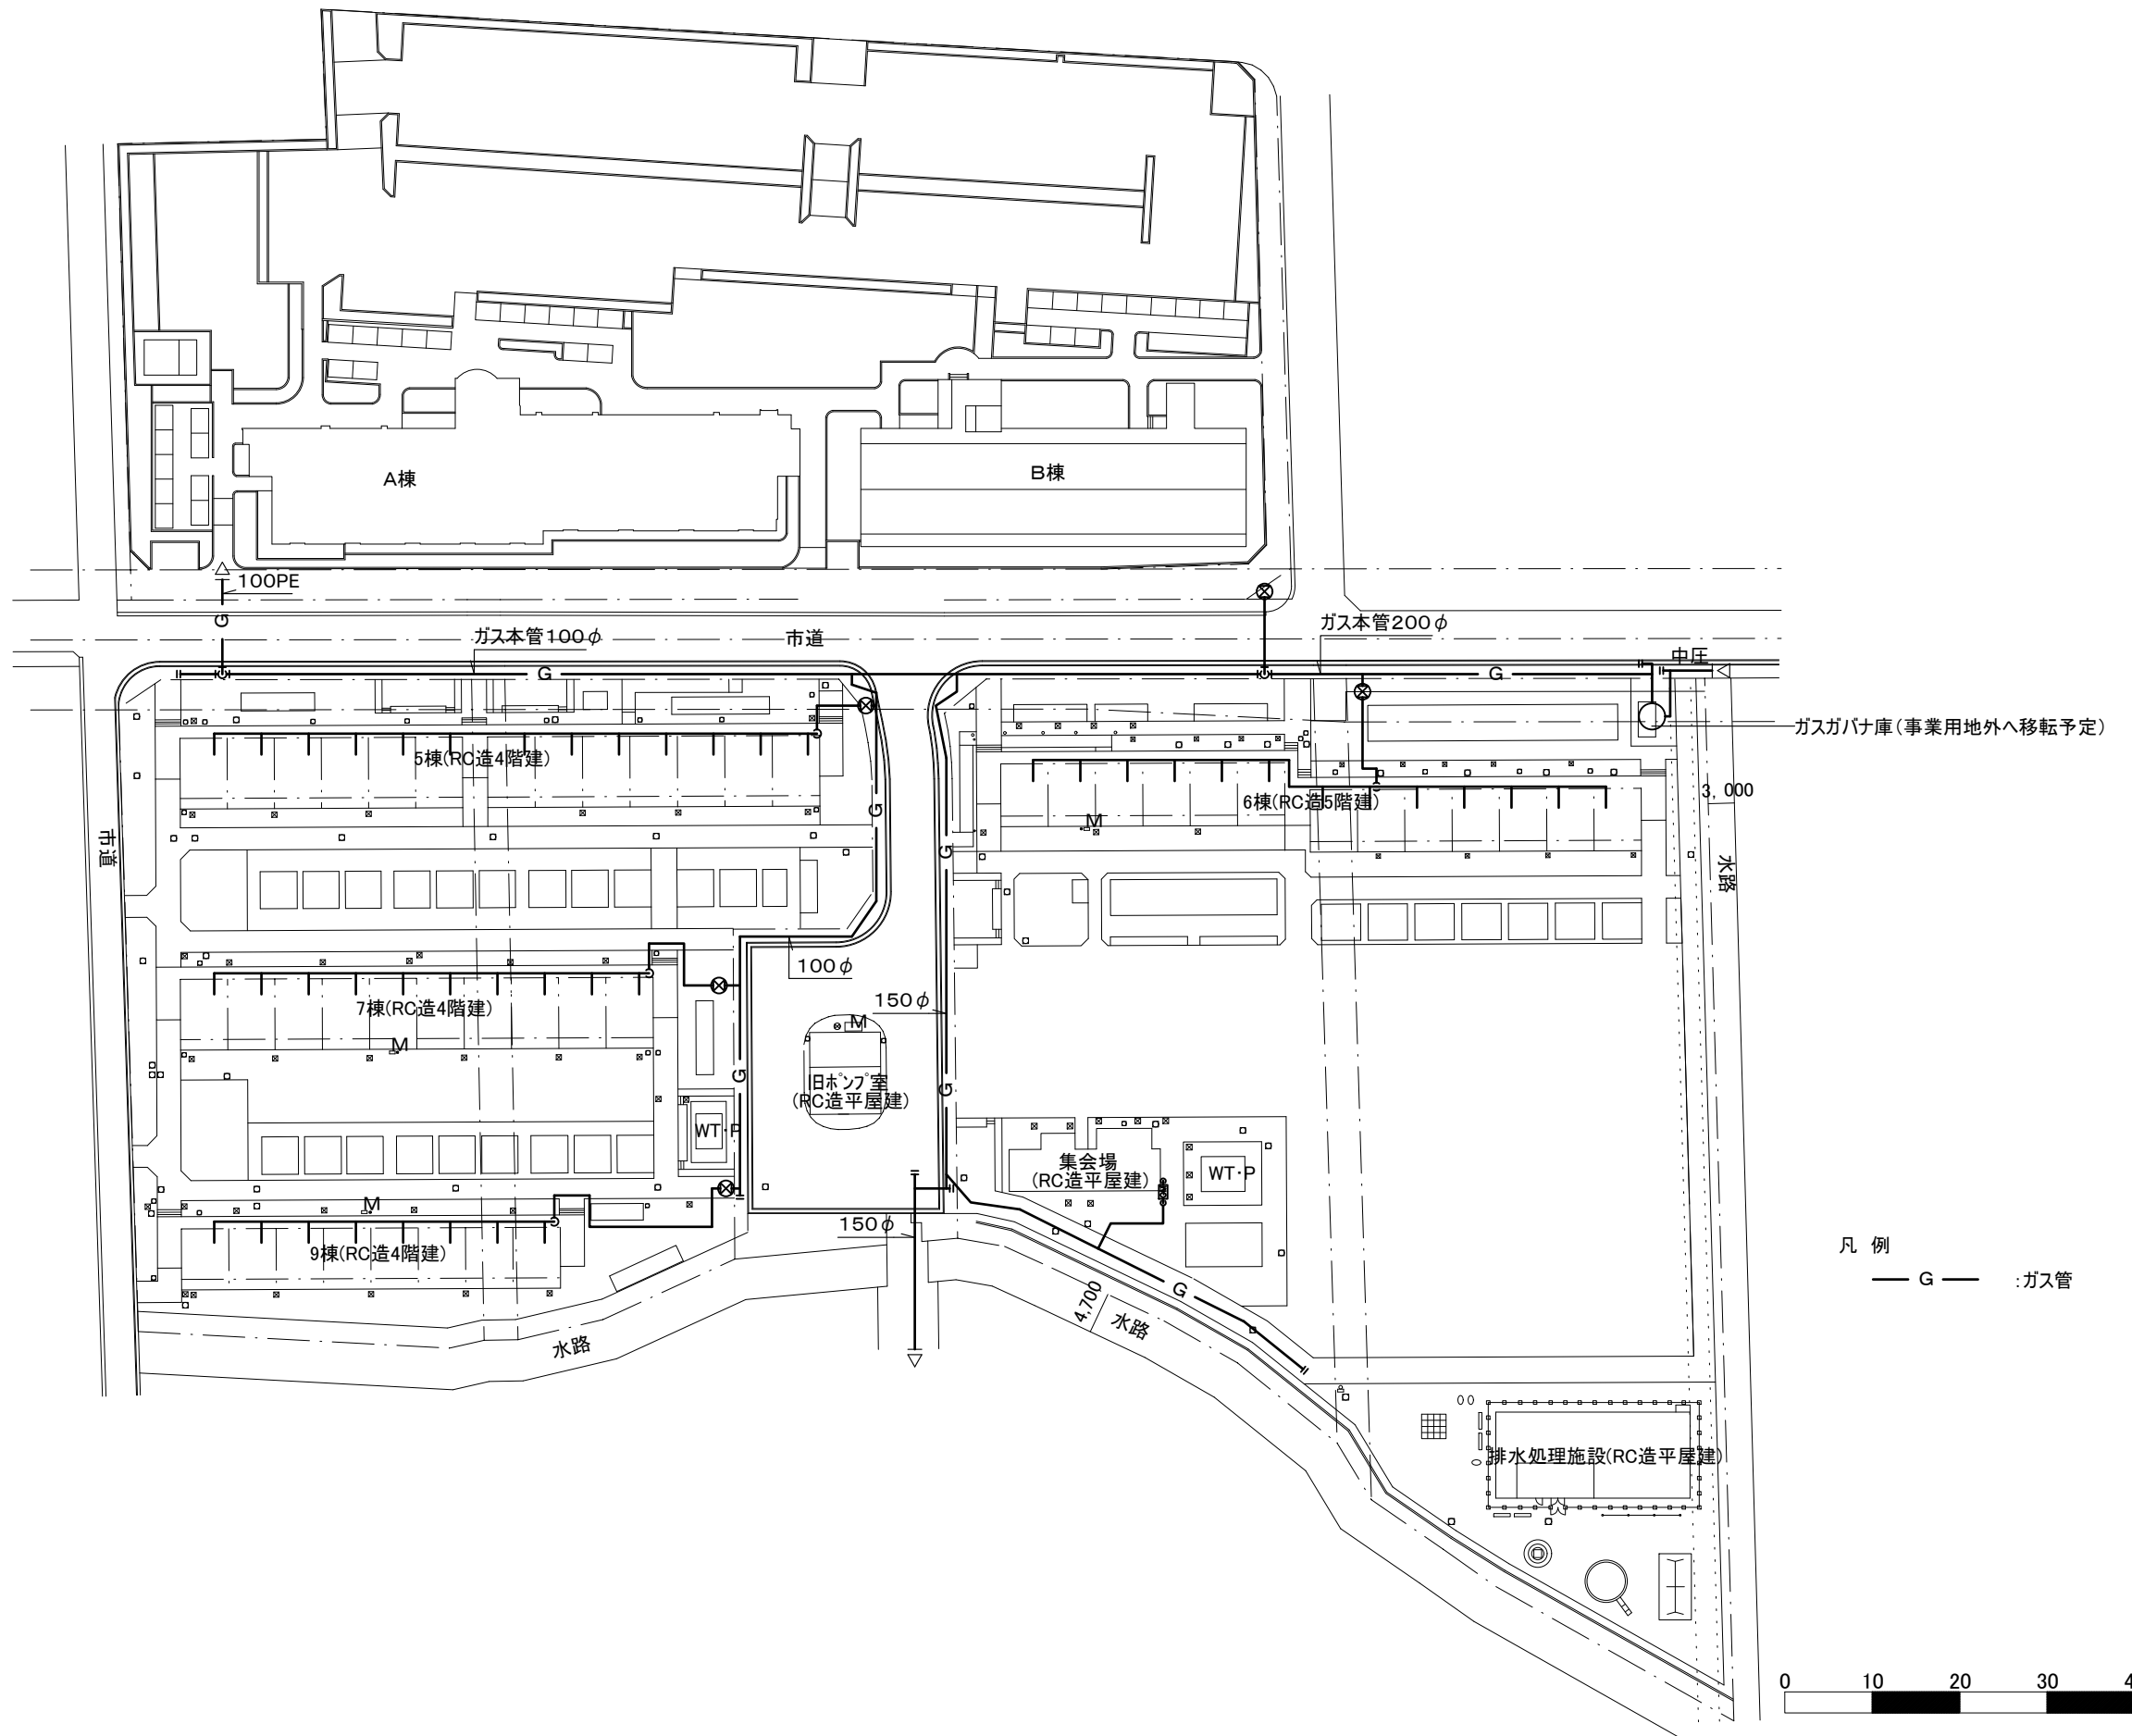 A棟
B棟
100PE
G
ガス本管100φ
市道
ガス本管200φ
中圧
G
G
ガスガバナ庫(事業用地外へ移転予定)
5棟(RC造4階建)
6棟(RC造5階建)
3,000
G
G
M
市道
水路
100φ
150φ
7棟(RC造4階建)
M
M
G
G
旧ポンプ室
(RC造平屋建)
WT・P
集会場
(RC造平屋建)
WT・P
M
150φ
9棟(RC造4階建)
G
4,700
水路
水路
凡 例
G :ガス管
排水処理施設(RC造平屋建)
0 10 20 30